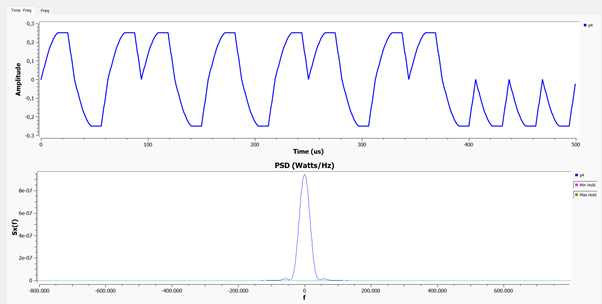 Time Freq Freq
0,3
0,2
0,1
0
-0,1
-0,2
-0.3
Amplitude
y4
0 100 200 300 400 500
Time (us)
PSD (Watts/Hz)
8e-07
6e-07
4e-07
2e-07
0
Sx(f)
y4
Min Hold
Max Hold
-800.000 -600.000 -400.000 -200.000 0 200.000 400.000 600.000
f